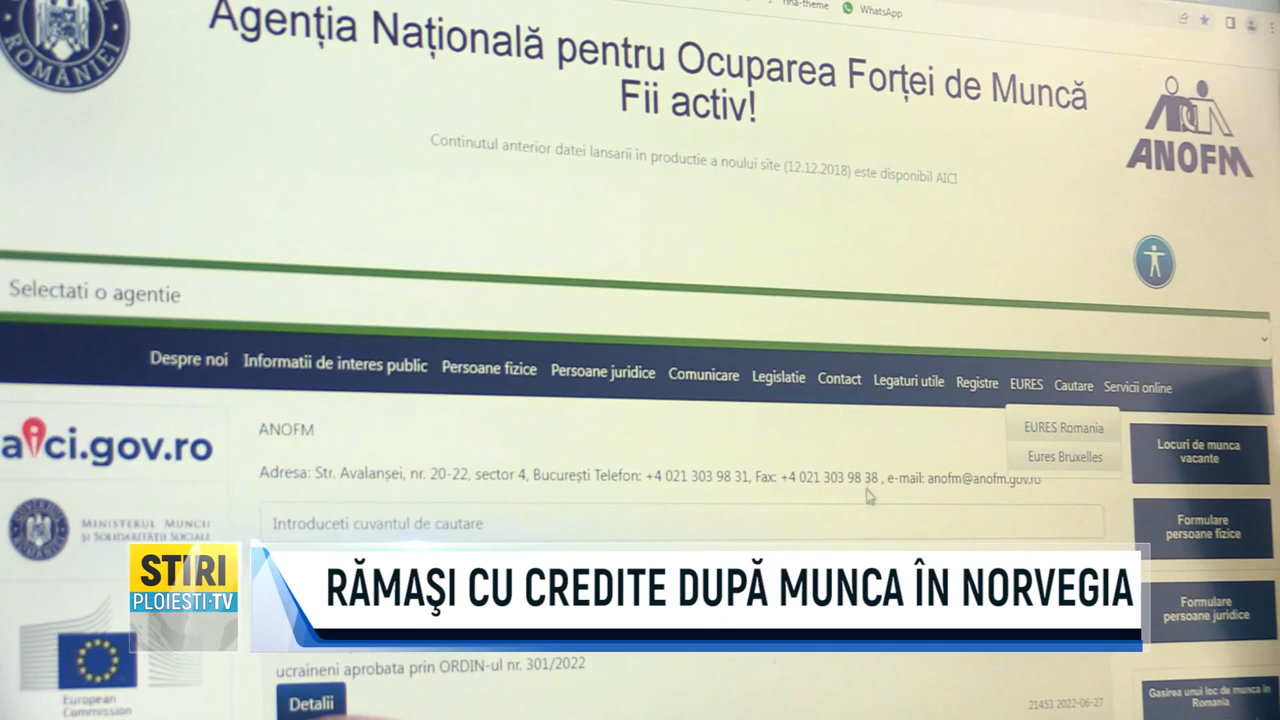 fina-theme WhatsApp
ROMÂNIEI
Agenția Națională pentru Ocuparea Forței de Muncă
Fii activ!
Continutul anterior datei lansarii in productie a noului site (12.12.2018) este disponibil AICI
ANOFM
Selectati o agentie
Despre noi Informatii de interes public Persoane fizice Persoane juridice Comunicare Legislatie Contact Legaturi utile Registre EURES Cautare Servicii online
EURES Romania
Eures Bruxelles
aici.gov.ro
ANOFM
Adresa: Str. Avalanșei, nr. 20-22, sector 4, București Telefon: +4 021 303 98 31, Fax: +4 021 303 98 38 , e-mail: anofm@anofm.gov.ro
Introduceti cuvantul de cautare
Locuri de munca
vacante
Formulare
persoane fizice
Formulare
persoane juridice
Gasirea unui loc de munca in
Romania
MINISTERUL MUNCII
ȘI SOLIDARITĂȚII SOCIALE
STIRI
PLOIESTI·TV
RĂMAŞI CU CREDITE DUPĂ MUNCA ÎN NORVEGIA
ucraineni aprobata prin ORDIN-ul nr. 301/2022
Detalii
21453 2022-06-27
European
Commission